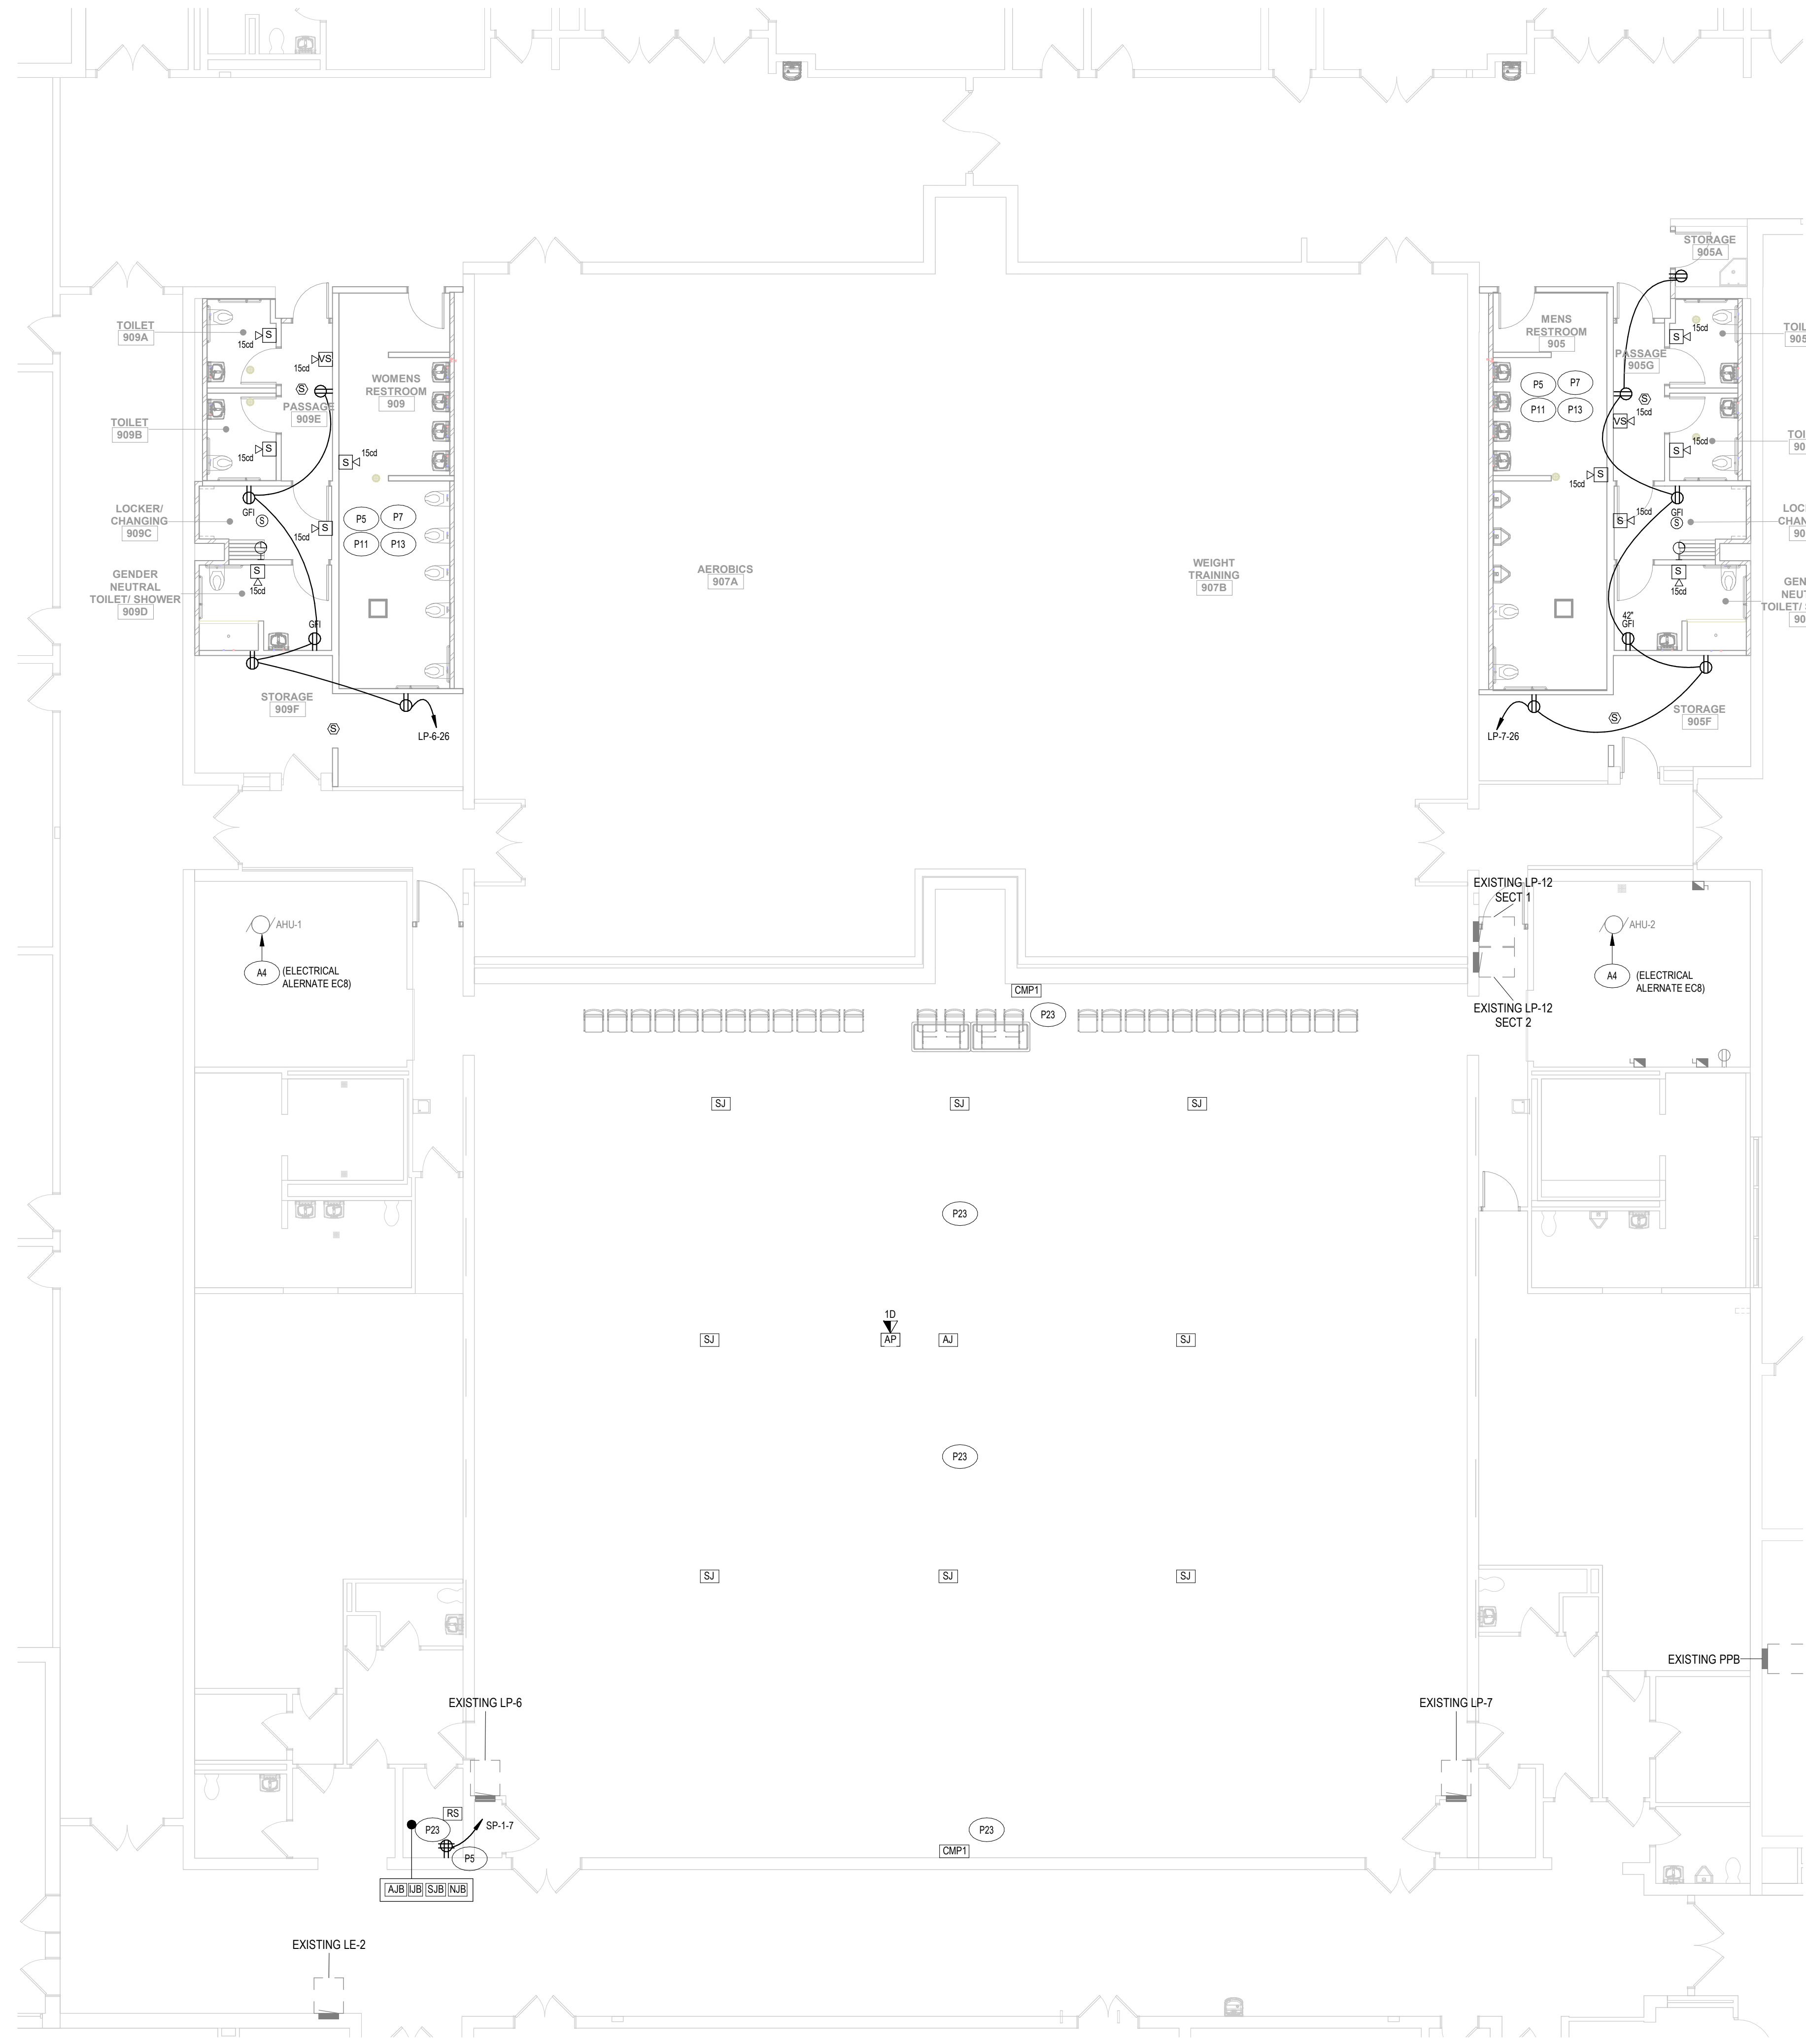 STORAGE
905A
TOILET
909A
S
15cd
VS
15cd
WOMENS
RESTROOM
909
S
PASSAGE
909E
TOILET
909B
S
15cd
S
15cd
LOCKER/
CHANGING
909C
GFI
S
S
15cd
P5
P7
P11
P13
GENDER
NEUTRAL
TOILET/ SHOWER
909D
S
15cd
GFI
STORAGE
909F
S
LP-6-26
AEROBICS
907A
WEIGHT
TRAINING
907B
MENS
RESTROOM
905
P5
P7
P11
P13
PASSAGE
905G
S
15cd
S
15cd
VS
S
15cd
15cd
S
GFI
S
S
15cd
S
15cd
42"
GFI
STORAGE
905F
S
LP-7-26
EXISTING LP-12
SECT 1
EXISTING LP-12
SECT 2
AHU-1
A4
(ELECTRICAL
ALERNATE EC8)
AHU-2
A4
(ELECTRICAL
ALERNATE EC8)
CMP1
P23
SJ
SJ
SJ
P23
1D
SJ
AP
AJ
SJ
P23
SJ
SJ
SJ
EXISTING PPB
EXISTING LP-6
EXISTING LP-7
RS
P23
SP-1-7
P5
P23
CMP1
AJB
IJB
SJB
NJB
EXISTING LE-2